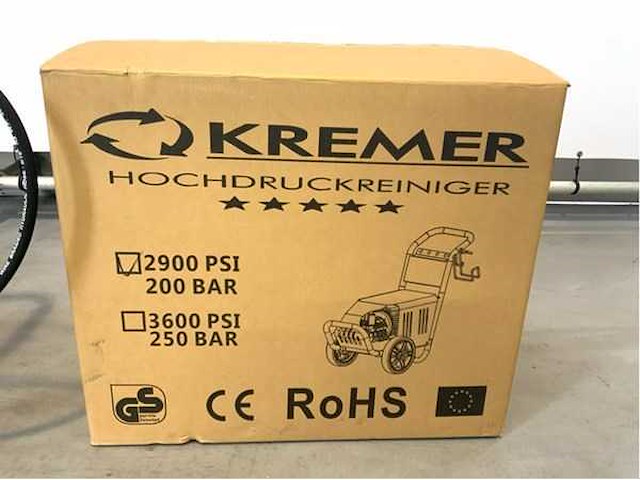 KREMER
HOCHDRUCKREINIGER
2900 PSI
200 BAR
3600 PSI
250 BAR
GS
CE RoHS